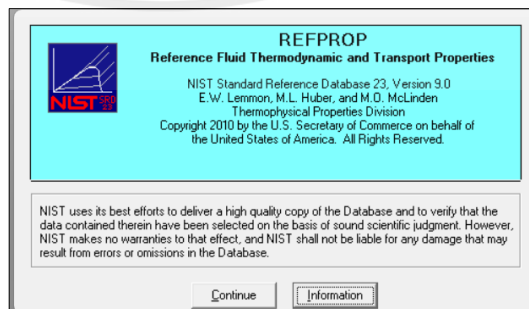 REFPROP
Reference Fluid Thermodynamic and Transport Properties
NIST Standard Reference Database 23, Version 9.0
E.W. Lemmon, M.L. Huber, and M.O. McLinden
Thermophysical Properties Division
Copyright 2010 by the U.S. Secretary of Commerce on behalf of
the United States of America. All Rights Reserved.
NIST SRD
23
NIST uses its best efforts to deliver a high quality copy of the Database and to verify that the
data contained therein have been selected on the basis of sound scientific judgment. However,
NIST makes no warranties to that effect, and NIST shall not be liable for any damage that may
result from errors or omissions in the Database.
Continue
Information